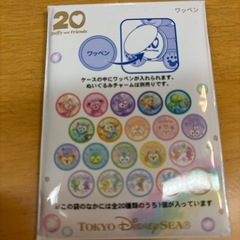 ワッペン
20
Duffy and Friends
ワッペン
ケースの中にワッペンが入れられます。
ぬいぐるみチャームは別売りです。
※この袋のなかには全20種類のうち1個が入っています
TOKYO DISNEYSEA®